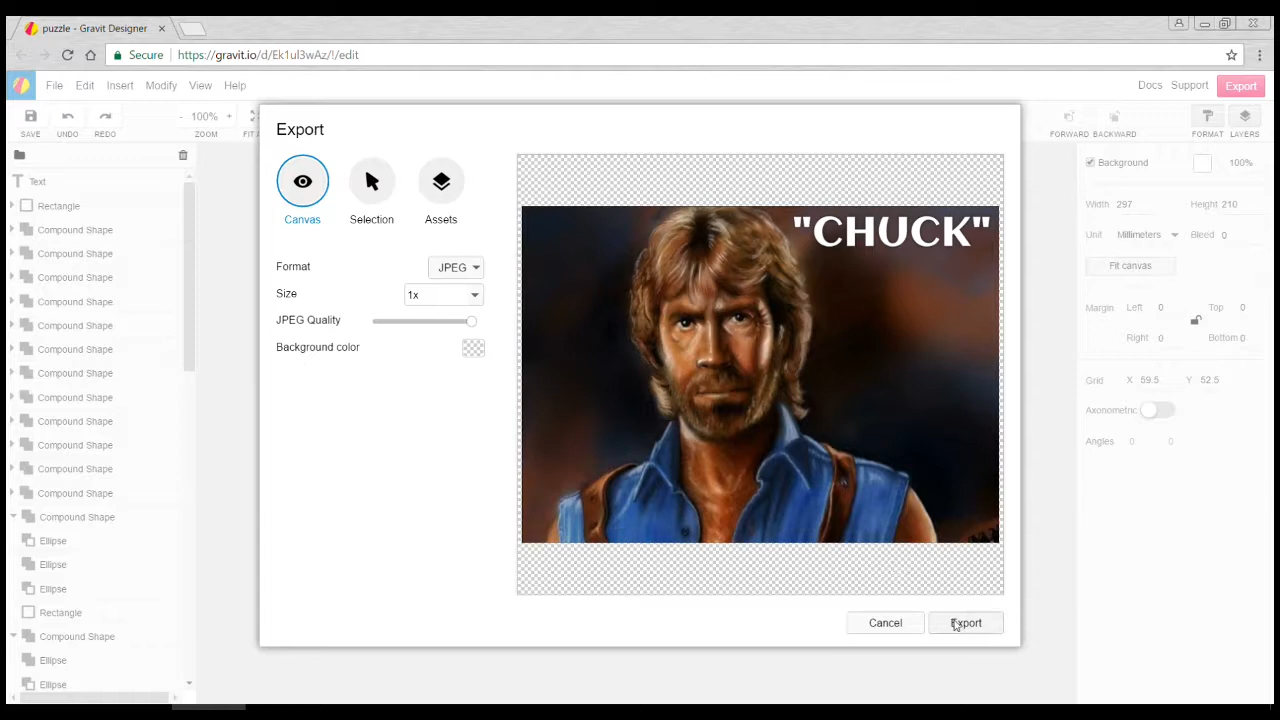 puzzle - Gravit Designer
Secure https://gravit.io/d/Ek1ul3wAz/!/edit
File Edit Insert Modify View Help Docs Support Export
- 100% +
SAVE UNDO REDO ZOOM FORWARD BACKWARD FORMAT LAYERS
Export
Canvas Selection Assets
Format JPEG
Size 1x
JPEG Quality
Background color
"CHUCK"
Cancel Export
Text
Rectangle
Compound Shape
Compound Shape
Compound Shape
Compound Shape
Compound Shape
Compound Shape
Compound Shape
Compound Shape
Compound Shape
Compound Shape
Compound Shape
Compound Shape
Compound Shape
Ellipse
Ellipse
Ellipse
Rectangle
Compound Shape
Ellipse
Ellipse
Background 100%
Width 297 Height 210
Unit Millimeters Bleed 0
Fit canvas
Margin Left 0 Top 0
Right 0 Bottom 0
Grid X 69.5 Y 52.5
Axonometric
Angles 0 0